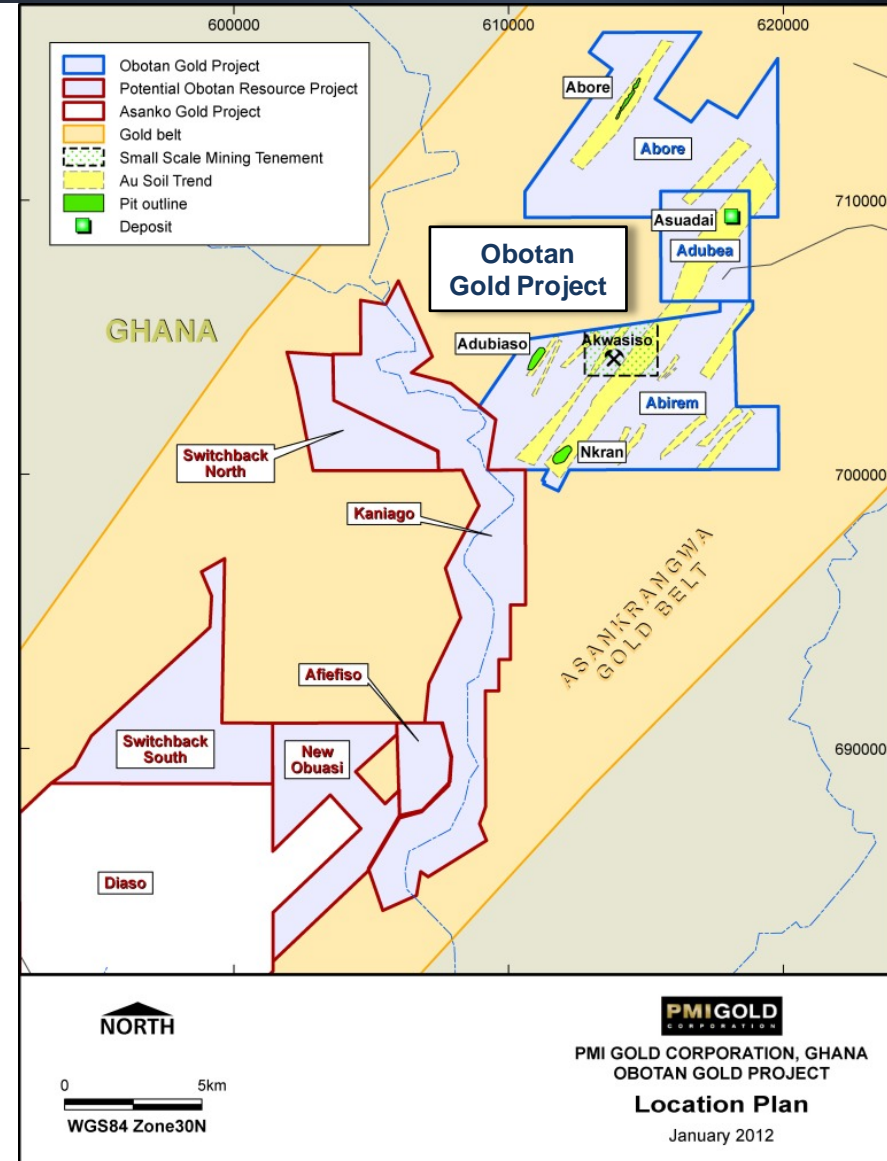 600000
610000
620000
Obotan Gold Project
Potential Obotan Resource Project
Asanko Gold Project
Gold belt
Small Scale Mining Tenement
Au Soil Trend
Pit outline
Deposit
Abore
Abore
710000
Asuadai
Adubea
Obotan
Gold Project
GHANA
Adubiaso
Akwasiso
Abirem
Nkran
Switchback
North
700000
Kaniago
ASANKRANGWA
GOLD BELT
Afiefiso
Switchback
South
New
Obuasi
690000
Diaso
NORTH
0 5km
WGS84 Zone30N
PMIGOLD
CORPORATION
PMI GOLD CORPORATION, GHANA
OBOTAN GOLD PROJECT
Location Plan
January 2012